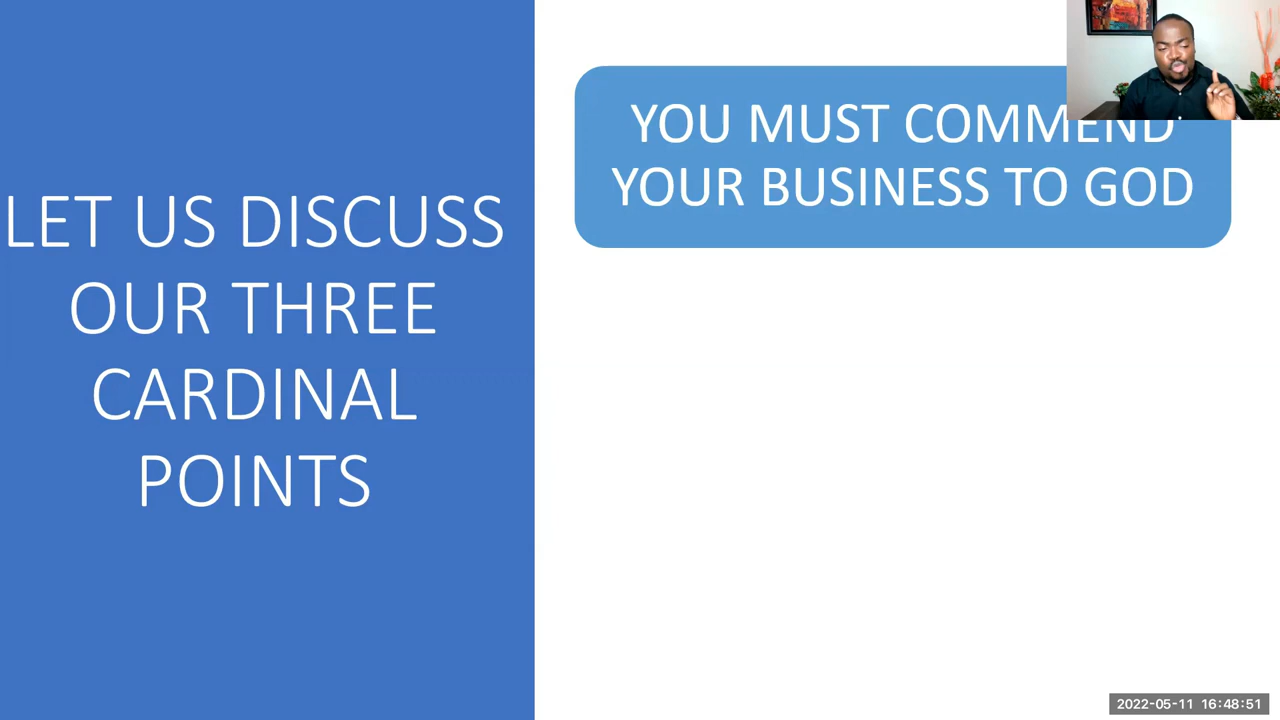 LET US DISCUSS
OUR THREE
CARDINAL
POINTS
YOU MUST COMMEND
YOUR BUSINESS TO GOD
2022-05-11 16:48:51